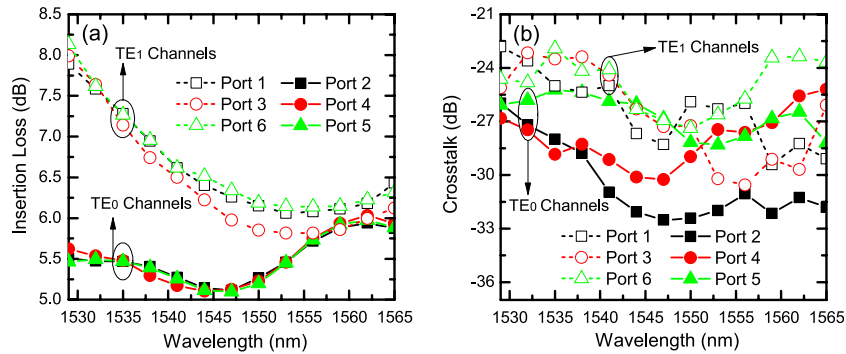 (a)
TE1 Channels
Port 1
Port 2
Port 3
Port 4
Port 6
Port 5
TE0 Channels
8.5
8.0
7.5
7.0
6.5
6.0
5.5
5.0
Insertion Loss (dB)
1530 1535 1540 1545 1550 1555 1560 1565
Wavelength (nm)
(b)
TE1 Channels
TE0 Channels
Port 1
Port 2
Port 3
Port 4
Port 6
Port 5
-21
-24
-27
-30
-33
-36
Crosstalk (dB)
1530 1535 1540 1545 1550 1555 1560 1565
Wavelength (nm)